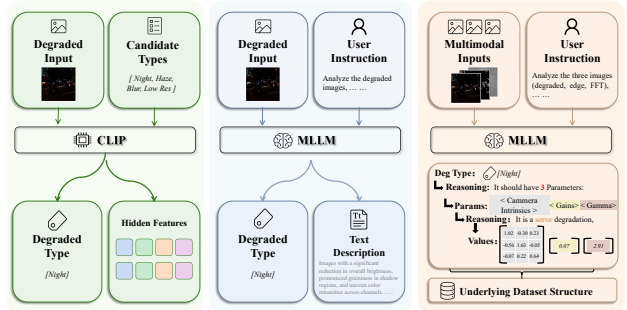 Degraded
Input
Candidate
Types
[ Night, Haze,
Blur, Low Res ]
CLIP
Degraded
Type
[Night]
Hidden Features
Degraded
Input
User
Instruction
Analyze the degraded
images, … …
MLLM
Degraded
Type
[Night]
Text
Description
Images with a significant
reduction in overall brightness,
pronounced graininess in shadow
regions, and uneven color
intensities across channels……
Multimodal
Inputs
User
Instruction
Analyze the three images
(degraded, edge, FFT),
… …
MLLM
Deg Type: [Night]
Reasoning: It should have 3 Parameters:
Params: < Cammera Intrinsics > < Gains> < Gamma>
Reasoning: It is a serve degradation,
Values:
1.02 -0.30 0.23
-0.56 1.63 -0.05
-0.07 0.22 0.64
0.07
2.91
Underlying Dataset Structure